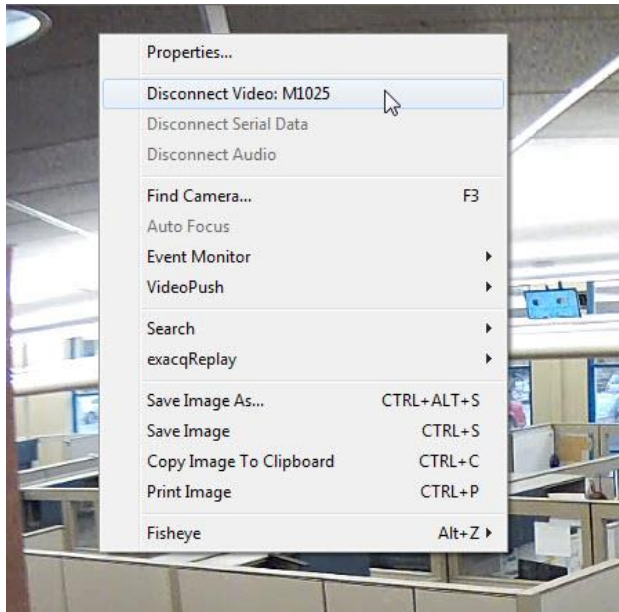 Properties...
Disconnect Video: M1025
Disconnect Serial Data
Disconnect Audio
Find Camera... F3
Auto Focus
Event Monitor
VideoPush
Search
exacqReplay
Save Image As... CTRL+ALT+S
Save Image CTRL+S
Copy Image To Clipboard CTRL+C
Print Image CTRL+P
Fisheye Alt+Z